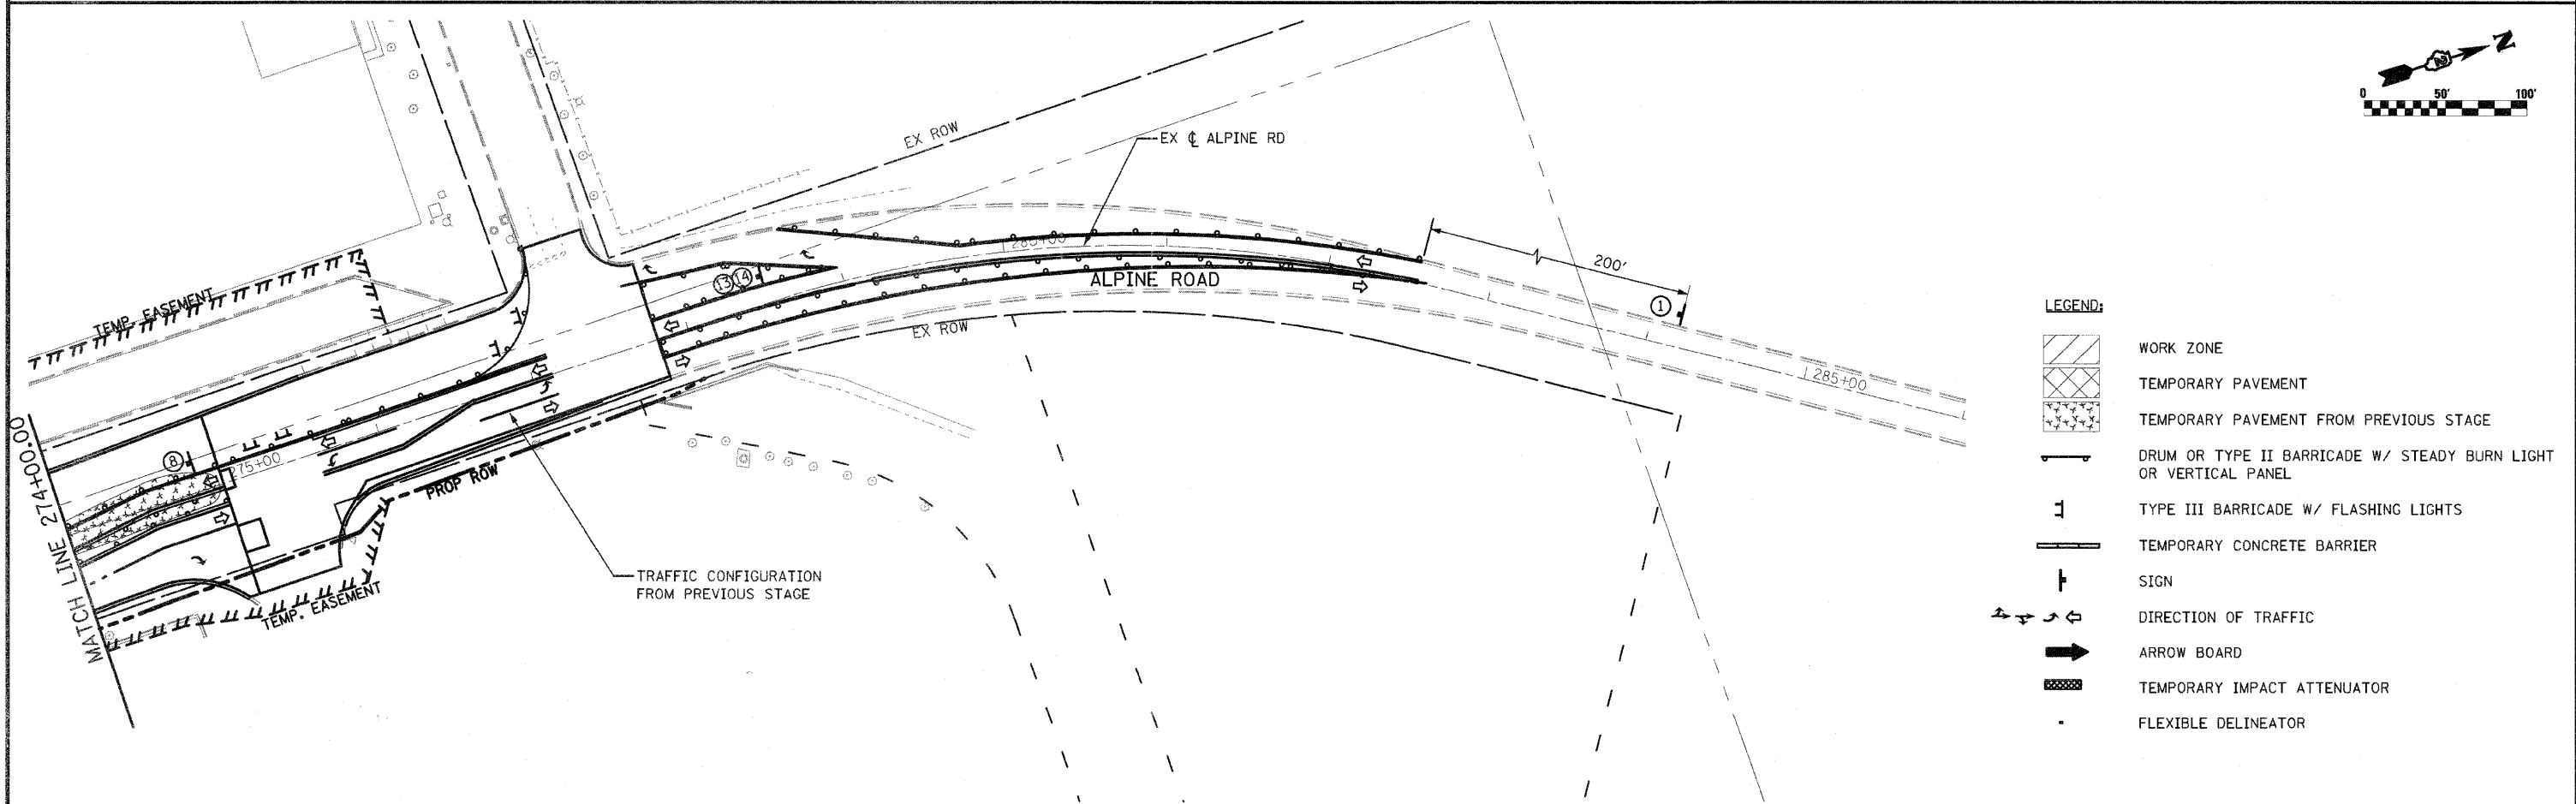 N
0 50' 100'
EX ROW
EX ℄ ALPINE RD
285+00
200'
1
13 14
ALPINE ROAD
EX ROW
285+00
TEMP. EASEMENT
MATCH LINE 274+00.00
8
275+00
PROP ROW
TEMP. EASEMENT
TRAFFIC CONFIGURATION
FROM PREVIOUS STAGE
LEGEND:
WORK ZONE
TEMPORARY PAVEMENT
TEMPORARY PAVEMENT FROM PREVIOUS STAGE
DRUM OR TYPE II BARRICADE W/ STEADY BURN LIGHT
OR VERTICAL PANEL
TYPE III BARRICADE W/ FLASHING LIGHTS
TEMPORARY CONCRETE BARRIER
SIGN
DIRECTION OF TRAFFIC
ARROW BOARD
TEMPORARY IMPACT ATTENUATOR
FLEXIBLE DELINEATOR